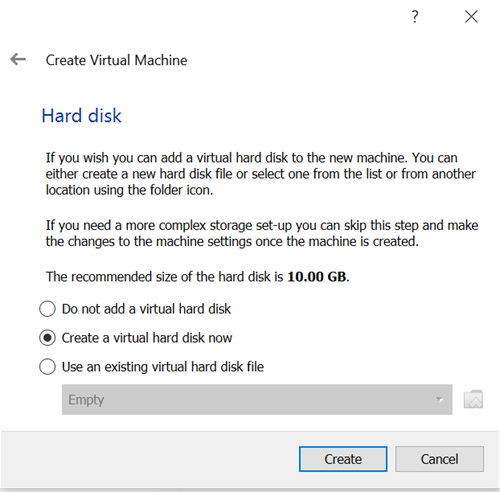 ?
Create Virtual Machine
Hard disk
If you wish you can add a virtual hard disk to the new machine. You can
either create a new hard disk file or select one from the list or from another
location using the folder icon.
If you need a more complex storage set-up you can skip this step and make
the changes to the machine settings once the machine is created.
The recommended size of the hard disk is 10.00 GB.
Do not add a virtual hard disk
Create a virtual hard disk now
Use an existing virtual hard disk file
Empty
Create Cancel